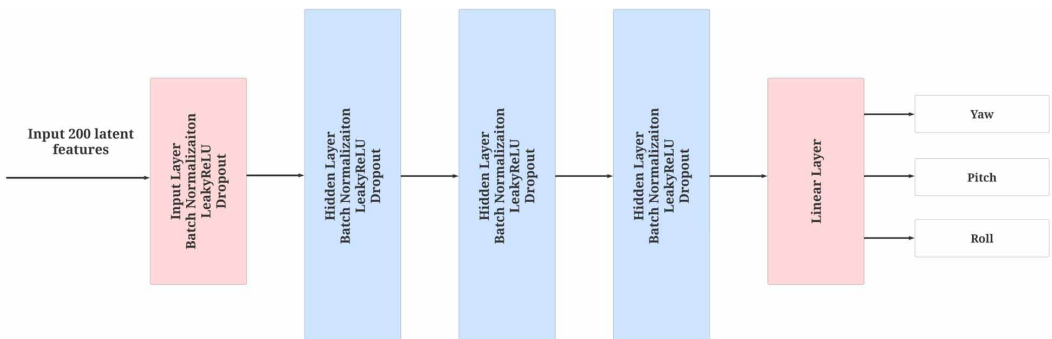 Input 200 latent
features
Input Layer
Batch Normalizaiton
LeakyReLU
Dropout
Hidden Layer
Batch Normalizaiton
LeakyReLU
Dropout
Hidden Layer
Batch Normalizaiton
LeakyReLU
Dropout
Hidden Layer
Batch Normalizaiton
LeakyReLU
Dropout
Linear Layer
Yaw
Pitch
Roll